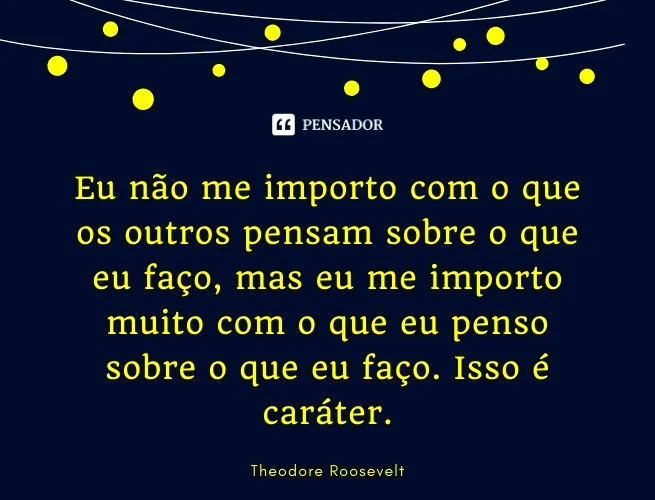 PENSADOR
Eu não me importo com o que
os outros pensam sobre o que
eu faço, mas eu me importo
muito com o que eu penso
sobre o que eu faço. Isso é
caráter.
Theodore Roosevelt